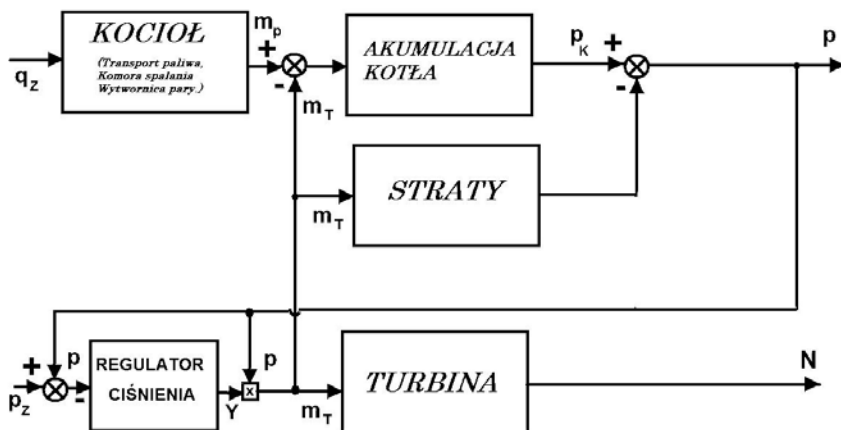 KOCIOŁ
(Transport paliwa,
Komora spalania
Wytwornica pary.)
q Z
m p
+
-
m T
AKUMULACJA
KOTŁA
p K
+
-
p
STRATY
m T
+
p
p Z
-
REGULATOR
CIŚNIENIA
Y
x
p
m T
TURBINA
N